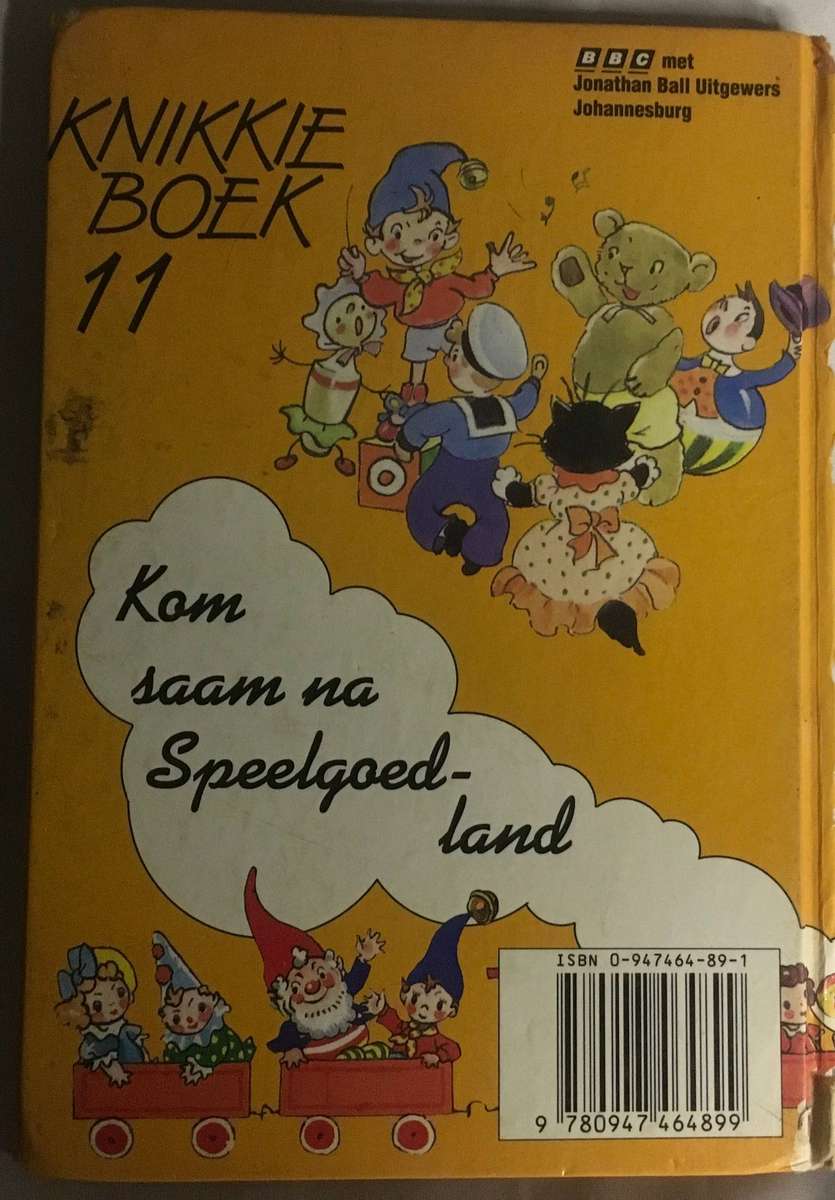 BBC met
Jonathan Ball Uitgewers
Johannesburg
KNIKKIE
BOEK
11
Kom
saam na
Speelgoed-
land
ISBN 0-947464-89-1
9 780947 464899